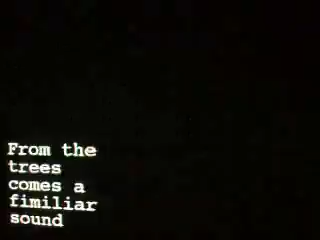 From the
trees
comes a
fimiliar
sound